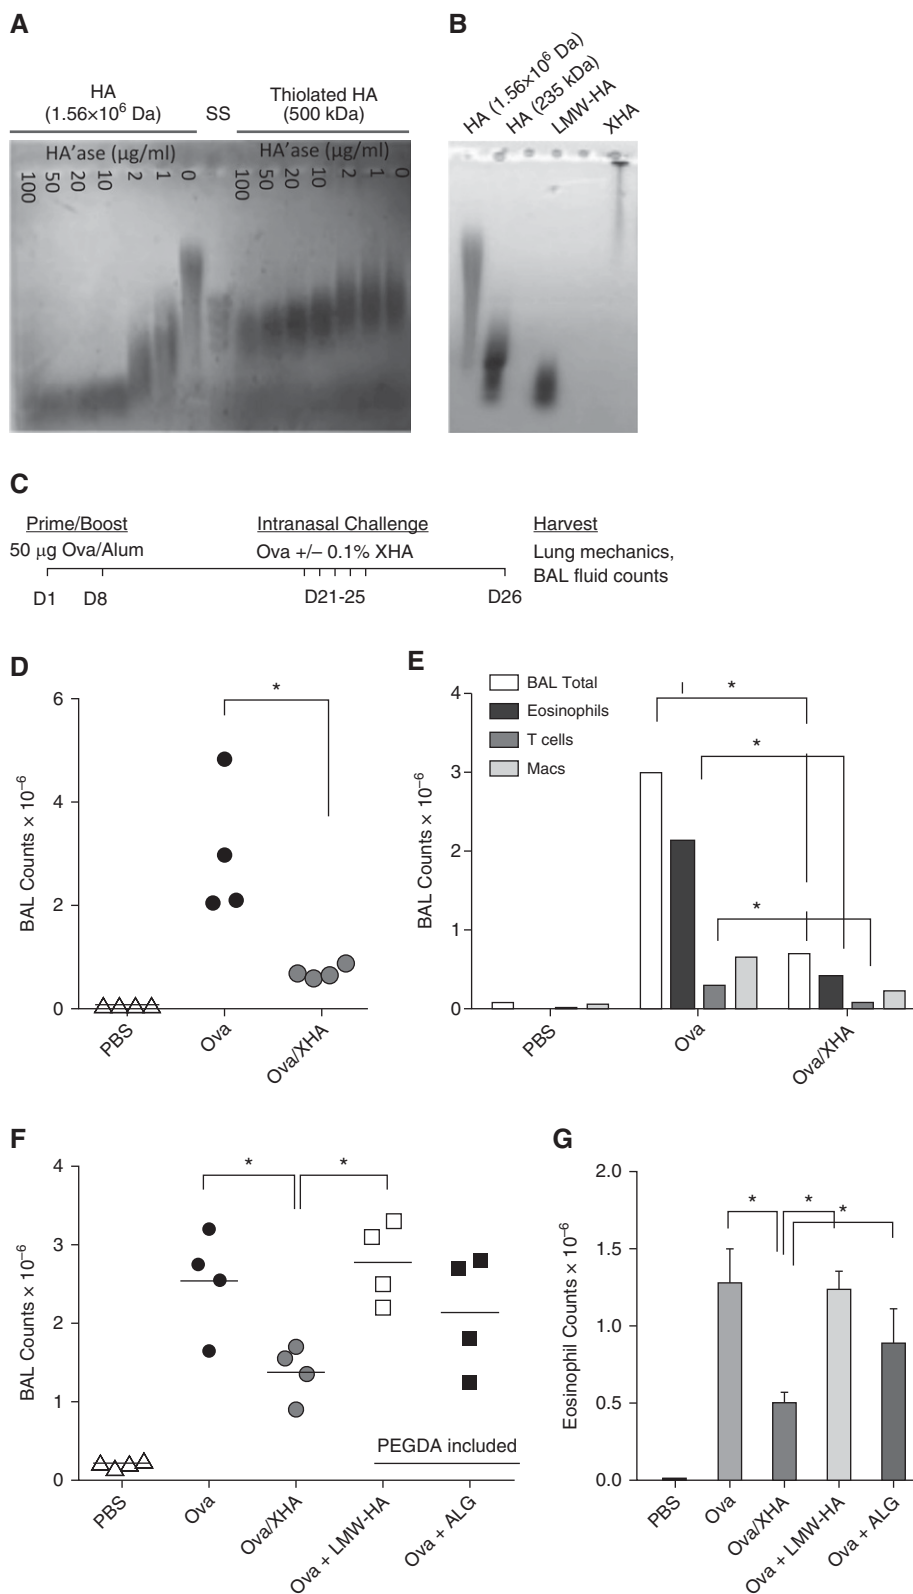 A
HA
(1.56×10⁶ Da)
SS
Thiolated HA
(500 kDa)
HA'ase (µg/ml)
HA'ase (µg/ml)
100 50 20 10 2 1 0
100 50 20 10 2 1 0
B
HA (1.56×10⁶ Da)
HA (235 kDa)
LMW-HA
XHA
C
Prime/Boost
50 µg Ova/Alum
Intranasal Challenge
Ova +/− 0.1% XHA
Harvest
Lung mechanics,
BAL fluid counts
D1
D8
D21-25
D26
D
BAL Counts × 10⁻⁶
6
4
2
0
*
PBS
Ova
Ova/XHA
E
BAL Counts × 10⁻⁶
4
3
2
1
0
BAL Total
Eosinophils
T cells
Macs
*
*
*
PBS
Ova
Ova/XHA
F
BAL Counts × 10⁻⁶
4
3
2
1
0
*
*
PEGDA included
PBS
Ova
Ova/XHA
Ova + LMW-HA
Ova + ALG
G
Eosinophil Counts × 10⁻⁶
2.0
1.5
1.0
0.5
0.0
*
*
*
PBS
Ova
Ova/XHA
Ova + LMW-HA
Ova + ALG